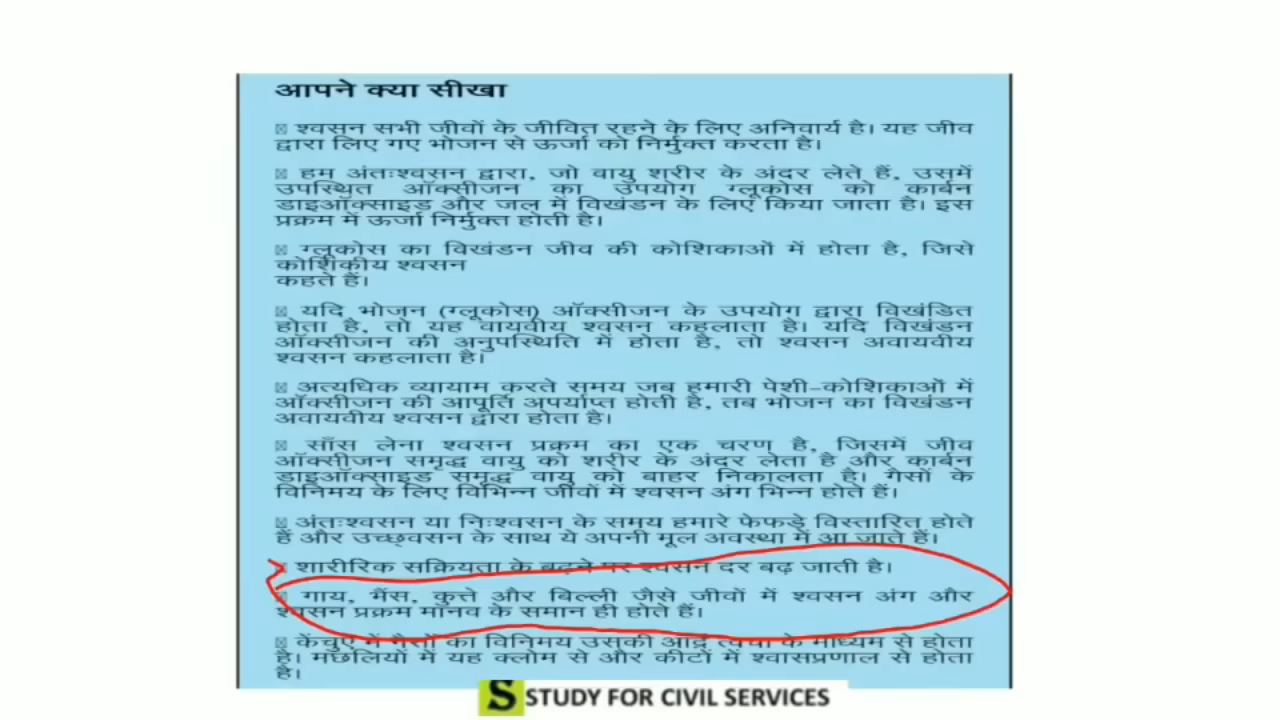 आपने क्या सीखा
श्वसन सभी जीवों के जीवित रहने के लिए अनिवार्य है। यह जीव
द्वारा लिए गए भोजन से ऊर्जा को निर्मुक्त करता है।
हम अंतःश्वसन द्वारा, जो वायु शरीर के अंदर लेते हैं, उसमें
उपस्थित ऑक्सीजन का उपयोग ग्लूकोस को कार्बन
डाइऑक्साइड और जल में विखंडन के लिए किया जाता है। इस
प्रक्रम में ऊर्जा निर्मुक्त होती है।
ग्लूकोस का विखंडन जीव की कोशिकाओं में होता है, जिसे
कोशिकीय श्वसन
कहते हैं।
यदि भोजन (ग्लूकोस) ऑक्सीजन के उपयोग द्वारा विखंडित
होता है, तो यह वायवीय श्वसन कहलाता है। यदि विखंडन
ऑक्सीजन की अनुपस्थिति में होता है, तो श्वसन अवायवीय
श्वसन कहलाता है।
अत्यधिक व्यायाम करते समय जब हमारी पेशी-कोशिकाओं में
ऑक्सीजन की आपूर्ति अपर्याप्त होती है, तब भोजन का विखंडन
अवायवीय श्वसन द्वारा होता है।
साँस लेना श्वसन प्रक्रम का एक चरण है, जिसमें जीव
ऑक्सीजन समृद्ध वायु को शरीर के अंदर लेता है और कार्बन
डाइऑक्साइड समृद्ध वायु को बाहर निकालता है। गैसों के
विनिमय के लिए विभिन्न जीवों में श्वसन अंग भिन्न होते हैं।
अंतःश्वसन या निःश्वसन के समय हमारे फेफड़े विस्तारित होते
हैं और उच्छ्वसन के साथ ये अपनी मूल अवस्था में आ जाते हैं।
शारीरिक सक्रियता के बढ़ने पर श्वसन दर बढ़ जाती है।
गाय, भैंस, कुत्ते और बिल्ली जैसे जीवों में श्वसन अंग और
श्वसन प्रक्रम मानव के समान ही होते हैं।
केंचुए में गैसों का विनिमय उसकी आर्द्र त्वचा के माध्यम से होता
है। मछलियों में यह क्लोम से और कीटों में श्वासप्रणाल से होता
है।
S STUDY FOR CIVIL SERVICES